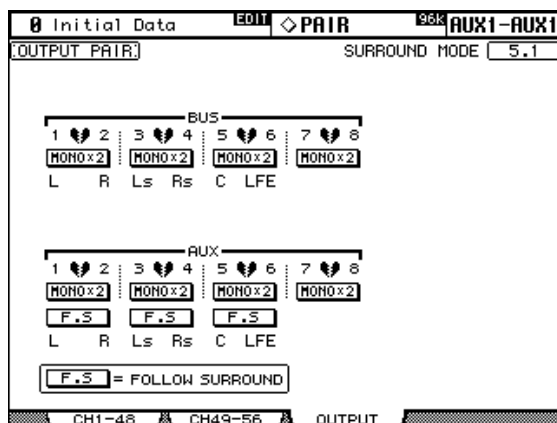 0 Initial Data EDIT ◇PAIR 96k AUX1-AUX1
OUTPUT PAIR SURROUND MODE 5.1
BUS
1 2 3 4 5 6 7 8
MONO×2 MONO×2 MONO×2 MONO×2
L R Ls Rs C LFE
AUX
1 2 3 4 5 6 7 8
MONO×2 MONO×2 MONO×2 MONO×2
F.S F.S F.S
L R Ls Rs C LFE
F.S = FOLLOW SURROUND
CH1-48 CH49-56 OUTPUT